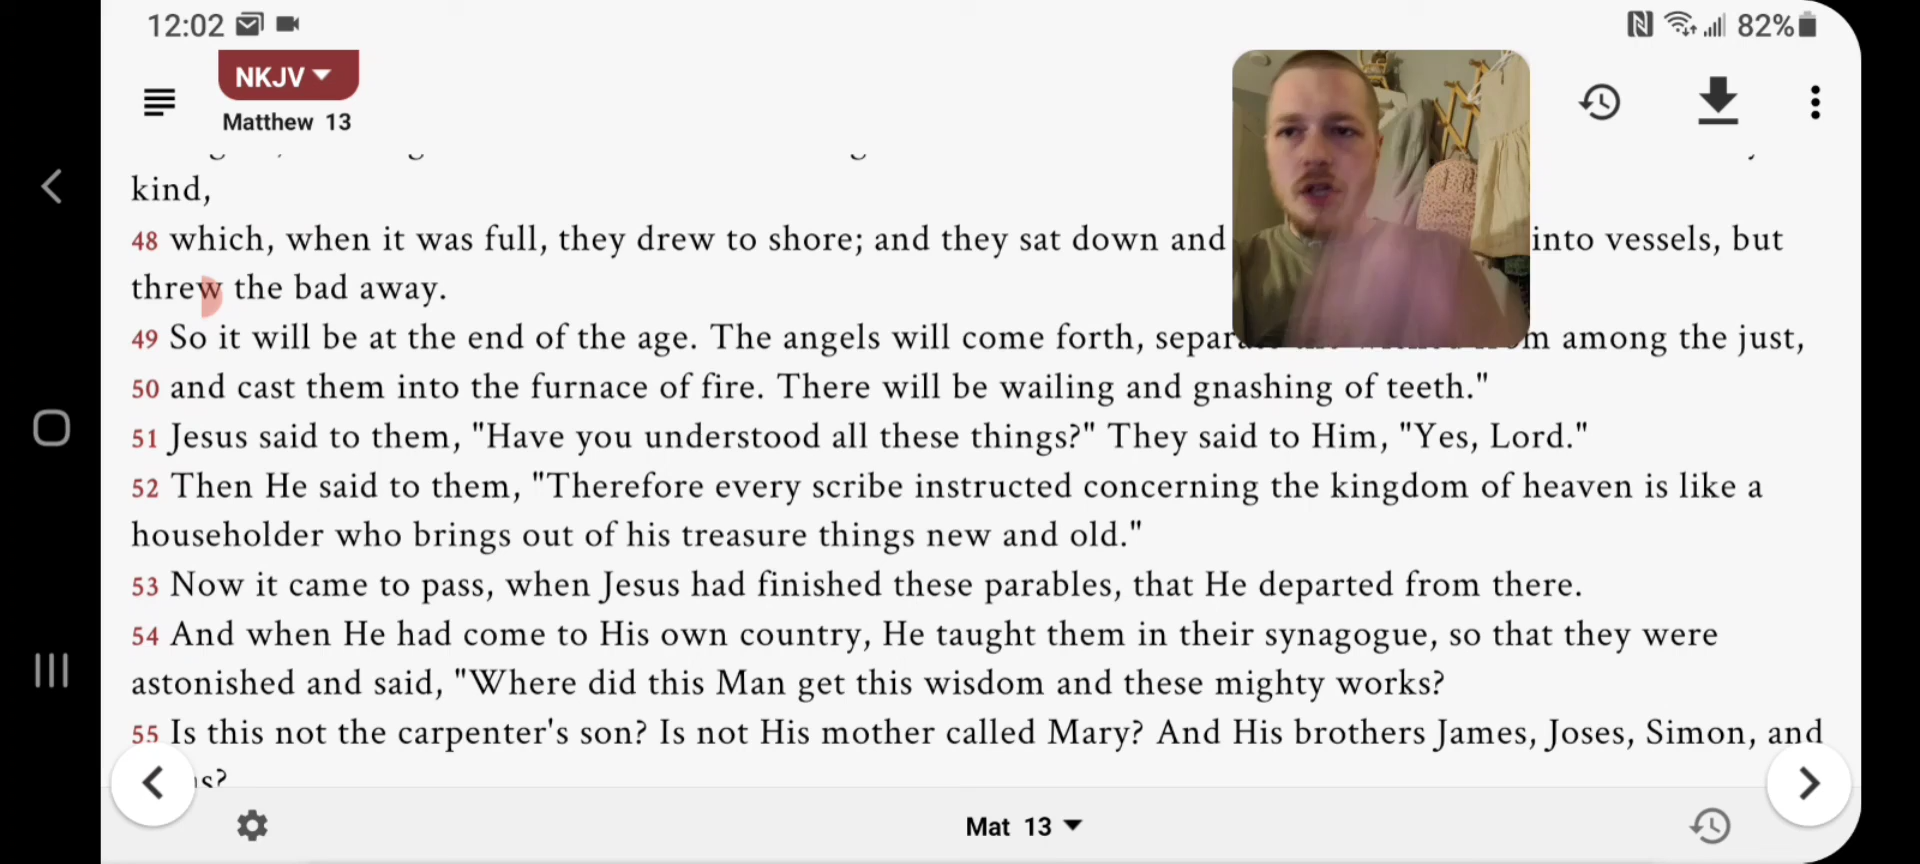 12:02 82%
NKJV
Matthew 13
kind,
48 which, when it was full, they drew to shore; and they sat down and into vessels, but
threw the bad away.
49 So it will be at the end of the age. The angels will come forth, among the just,
50 and cast them into the furnace of fire. There will be wailing and gnashing of teeth."
51 Jesus said to them, "Have you understood all these things?" They said to Him, "Yes, Lord."
52 Then He said to them, "Therefore every scribe instructed concerning the kingdom of heaven is like a
householder who brings out of his treasure things new and old."
53 Now it came to pass, when Jesus had finished these parables, that He departed from there.
54 And when He had come to His own country, He taught them in their synagogue, so that they were
astonished and said, "Where did this Man get this wisdom and these mighty works?
55 Is this not the carpenter's son? Is not His mother called Mary? And His brothers James, Joses, Simon, and
Mat 13